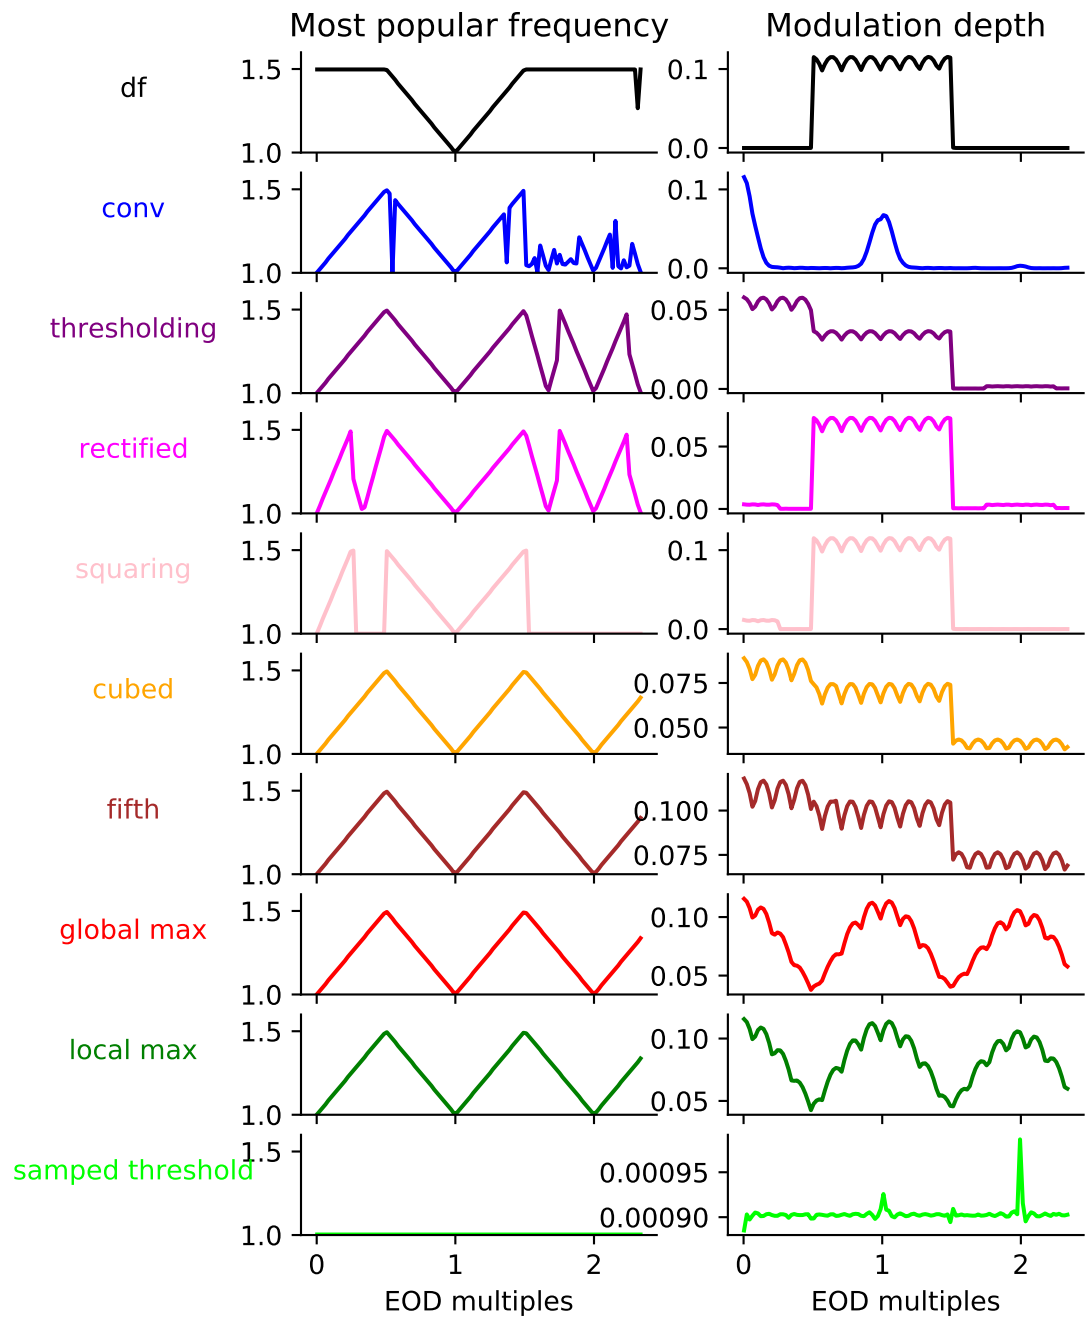 Most popular frequency
Modulation depth
df
1.5
1.0
0.1
0.0
conv
1.5
1.0
0.1
0.0
thresholding
1.5
1.0
0.05
0.00
rectified
1.5
1.0
0.05
0.00
squaring
1.5
1.0
0.1
0.0
cubed
1.5
1.0
0.075
0.050
fifth
1.5
1.0
0.100
0.075
global max
1.5
1.0
0.10
0.05
local max
1.5
1.0
0.10
0.05
samped threshold
1.5
1.0
0.00095
0.00090
0 1 2
0 1 2
EOD multiples
EOD multiples